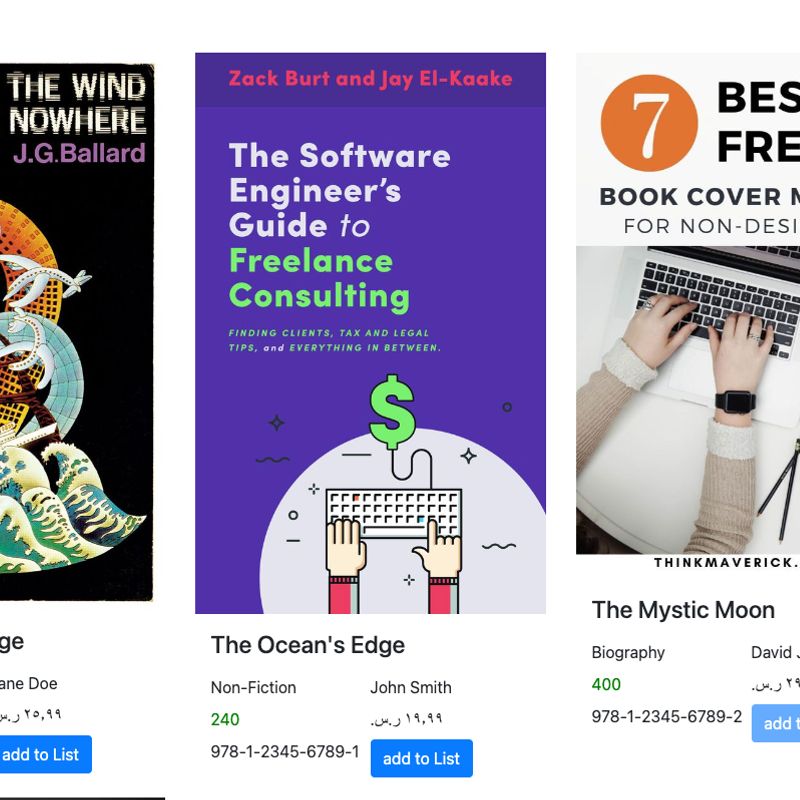 THE WIND
NOWHERE
J.G.Ballard
ge
ane Doe
٢٥,٩٩ ر.س.
add to List
Zack Burt and Jay El-Kaake
The Software
Engineer's
Guide to
Freelance
Consulting
FINDING CLIENTS, TAX AND LEGAL
TIPS, and EVERYTHING IN BETWEEN.
$
The Ocean's Edge
Non-Fiction
John Smith
240
١٩,٩٩ ر.س.
978-1-2345-6789-1
add to List
7
BES
FRE
BOOK COVER M
FOR NON-DESI
THINKMAVERICK.
The Mystic Moon
Biography
David J
400
٢٩ ر.س.
978-1-2345-6789-2
add t